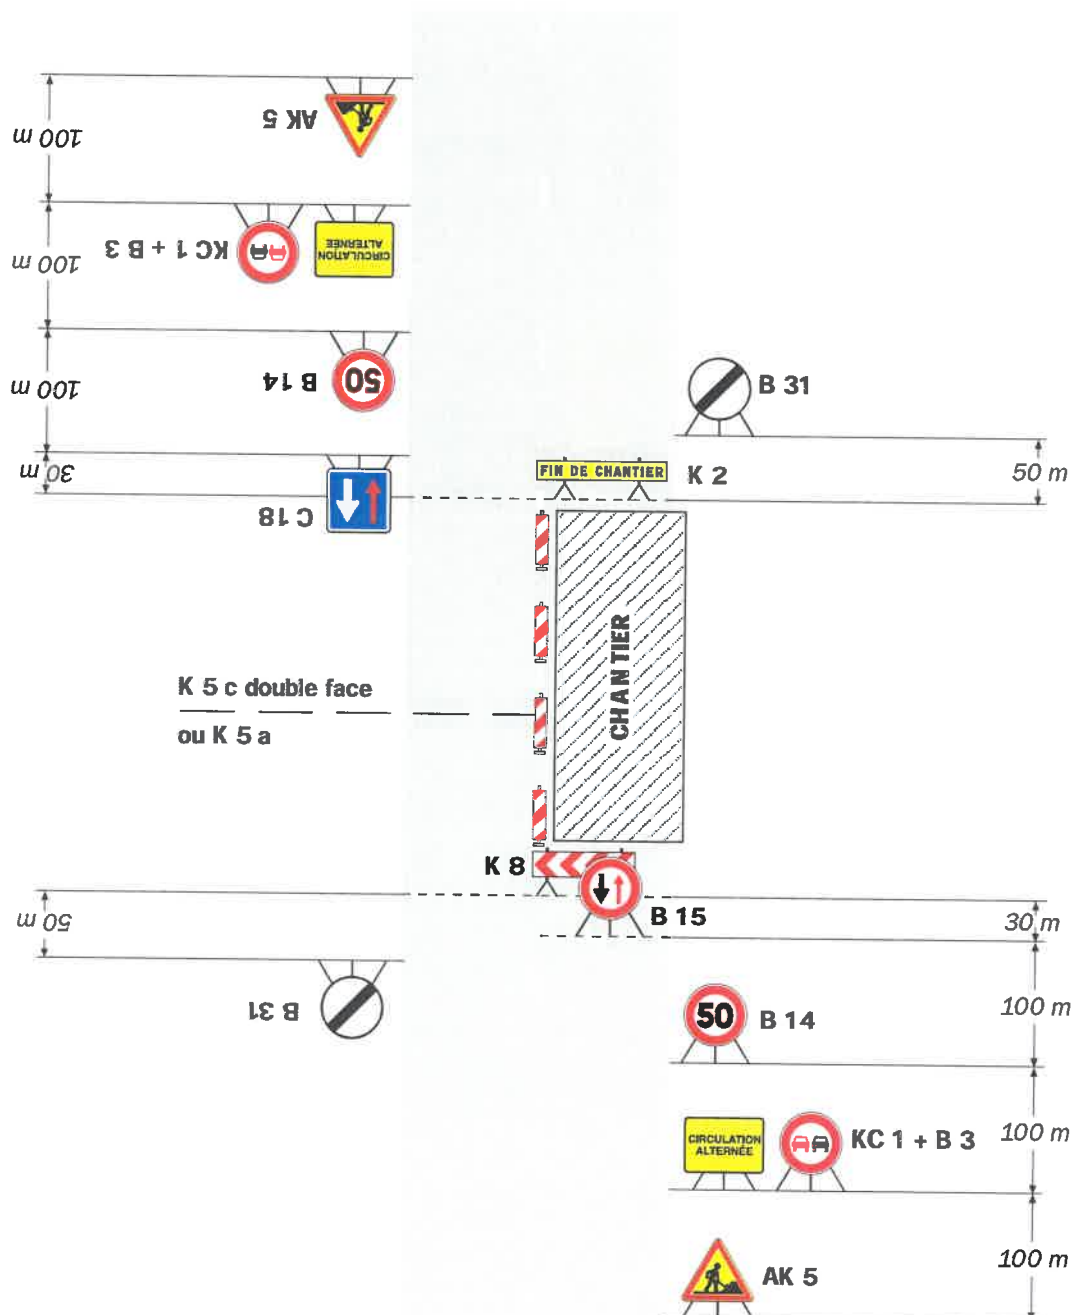 100 m
AK 5
100 m
KC 1 + B 3
CIRCULATION
ALTERNÉE
100 m
B 14
50
B 31
30 m
C 18
FIN DE CHANTIER
K 2
50 m
CHANTIER
K 5 c double face
ou K 5 a
K 8
B 15
50 m
30 m
B 31
50
B 14
100 m
CIRCULATION
ALTERNÉE
KC 1 + B 3
100 m
AK 5
100 m